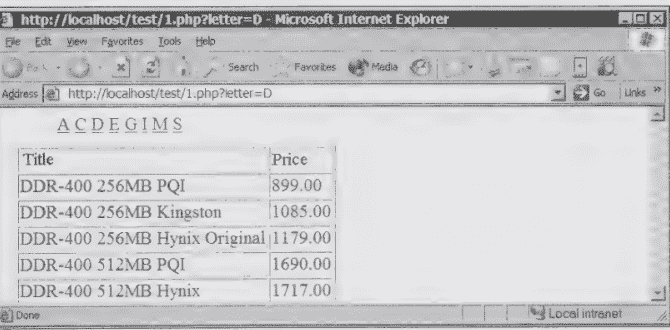 http://localhost/test/1.php?letter=D - Microsoft Internet Explorer
File Edit View Favorites Tools Help
Search Favorites Media
Address http://localhost/test/1.php?letter=D Go Links »
A C D E G I M S
Title Price
DDR-400 256MB PQI 899.00
DDR-400 256MB Kingston 1085.00
DDR-400 256MB Hynix Original 1179.00
DDR-400 512MB PQI 1690.00
DDR-400 512MB Hynix 1717.00
Done Local intranet